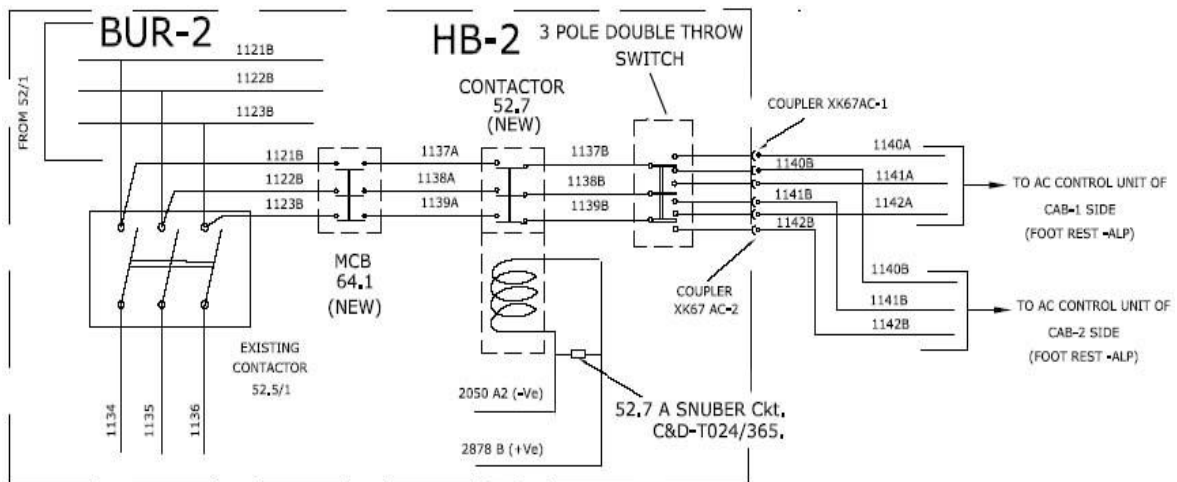 BUR-2
HB-2
3 POLE DOUBLE THROW
SWITCH
FROM 52/1
1121B
1122B
1123B
CONTACTOR
52.7
(NEW)
COUPLER XK67AC-1
1121B
1137A
1137B
1140A
1140B
1122B
1138A
1138B
1141A
1141B
1123B
1139A
1139B
1142A
1142B
TO AC CONTROL UNIT OF
CAB-1 SIDE
(FOOT REST -ALP)
MCB
64.1
(NEW)
COUPLER
XK67 AC-2
1140B
1141B
1142B
TO AC CONTROL UNIT OF
CAB-2 SIDE
(FOOT REST -ALP)
EXISTING
CONTACTOR
52.5/1
1134
1135
1136
2050 A2 (-Ve)
2878 B (+Ve)
52.7 A SNUBER Ckt.
C&D-T024/365.